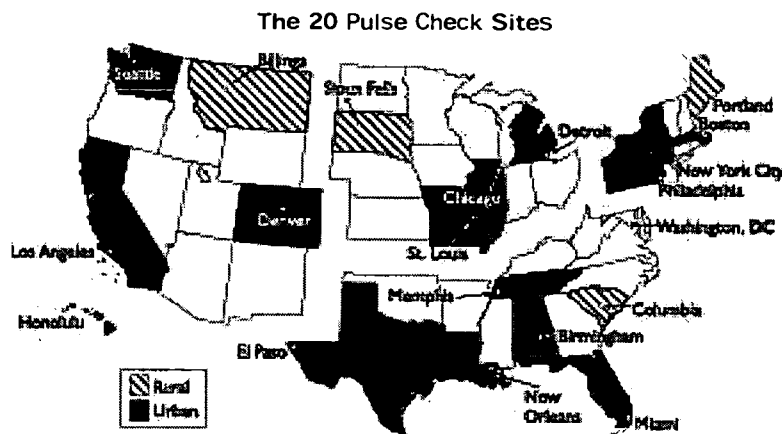 The 20 Pulse Check Sites
Seattle
Billings
Sioux Falls
Portland
Boston
Detroit
New York City
Philadelphia
Chicago
Denver
Washington, DC
Los Angeles
St. Louis
Memphis
Columbia
Honolulu
Birmingham
El Paso
Rural
Urban
New
Orleans
Miami